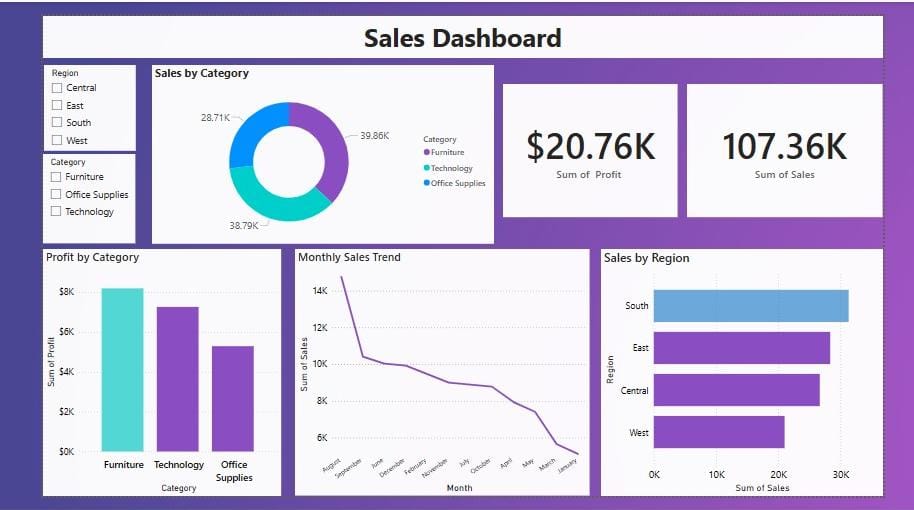 Sales Dashboard
Region
Central
East
South
West
Category
Furniture
Office Supplies
Technology
Sales by Category
28.71K
39.86K
38.79K
Category
Furniture
Technology
Office Supplies
$20.76K
Sum of Profit
107.36K
Sum of Sales
Profit by Category
Sum of Profit
$8K
$6K
$4K
$2K
$0K
Furniture
Technology
Office
Supplies
Category
Monthly Sales Trend
Sum of Sales
14K
12K
10K
8K
6K
August
September
June
December
February
November
July
October
April
May
March
January
Month
Sales by Region
Region
South
East
Central
West
0K
10K
20K
30K
Sum of Sales